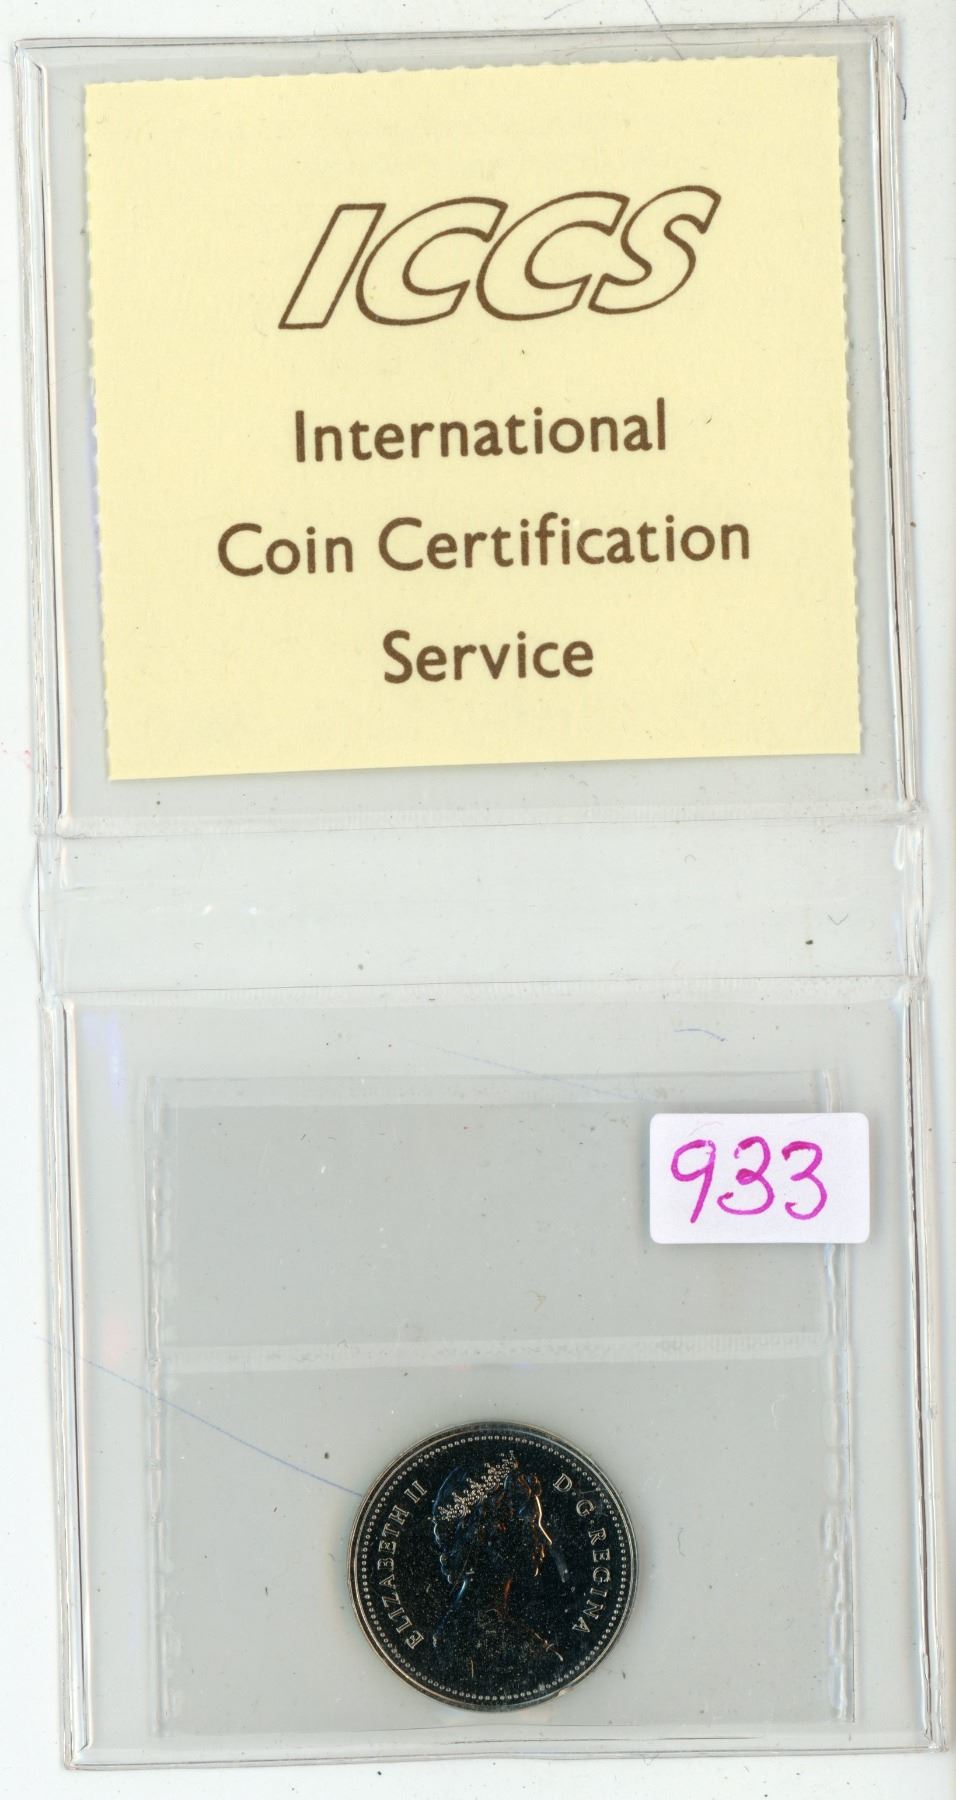 ICCS
International
Coin Certification
Service
933
ELIZABETH II D·G·REGINA